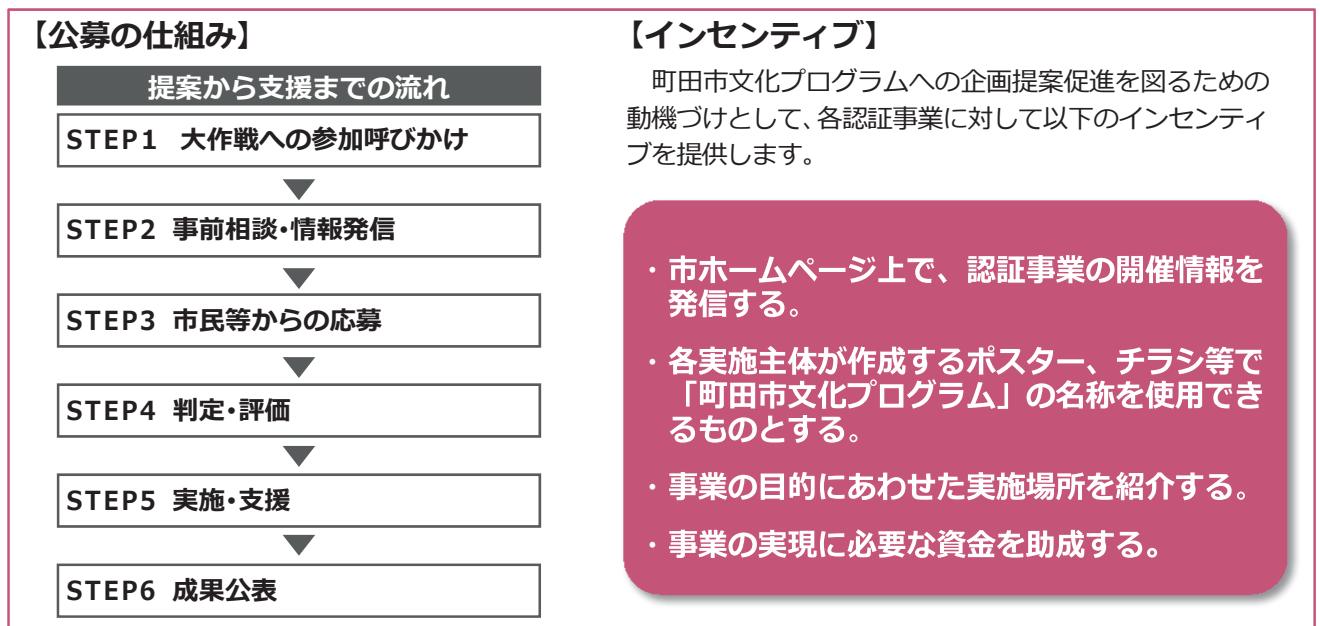 【公募の仕組み】
提案から支援までの流れ
STEP1 大作戦への参加呼びかけ
STEP2 事前相談・情報発信
STEP3 市民等からの応募
STEP4 判定・評価
STEP5 実施・支援
STEP6 成果公表
【インセンティブ】
町田市文化プログラムへの企画提案促進を図るための
動機づけとして、各認証事業に対して以下のインセンティ
ブを提供します。
・市ホームページ上で、認証事業の開催情報を
発信する。
・各実施主体が作成するポスター、チラシ等で
「町田市文化プログラム」の名称を使用でき
るものとする。
・事業の目的にあわせた実施場所を紹介する。
・事業の実現に必要な資金を助成する。